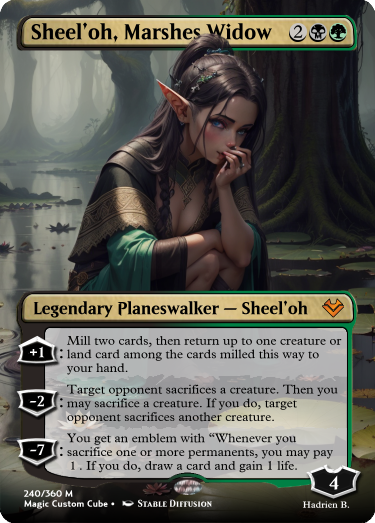 Sheel'oh, Marshes Widow 2
Legendary Planeswalker — Sheel'oh
+1: Mill two cards, then return up to one creature or
land card among the cards milled this way to
your hand.
−2: Target opponent sacrifices a creature. Then you
may sacrifice a creature. If you do, target
opponent sacrifices another creature.
−7: You get an emblem with “Whenever you
sacrifice one or more permanents, you may pay
1. If you do, draw a card and gain 1 life.
4
240/360 M
Magic Custom Cube • Stable Diffusion
Hadrien B.